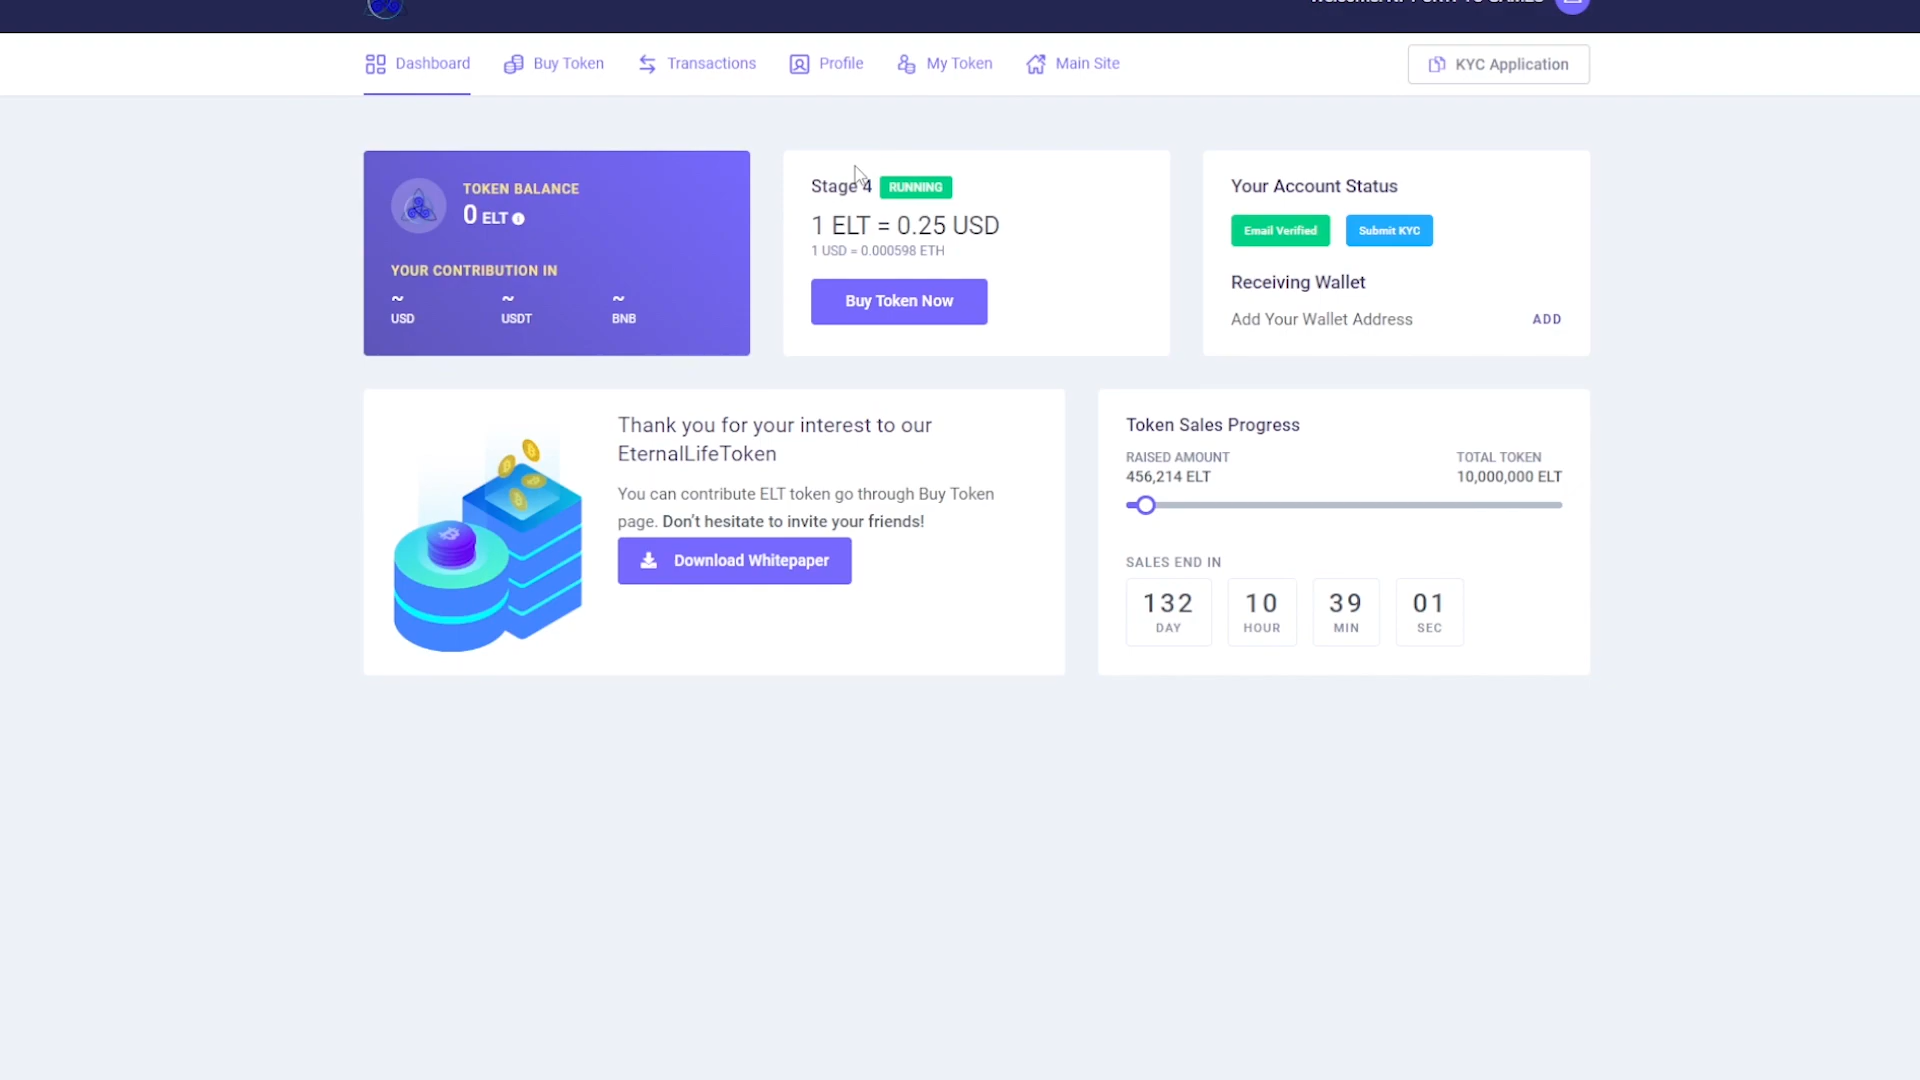 Dashboard
Buy Token
Transactions
Profile
My Token
Main Site
KYC Application
TOKEN BALANCE
0 ELT
YOUR CONTRIBUTION IN
~ ~ ~
USD USDT BNB
Stage 4 RUNNING
1 ELT = 0.25 USD
1 USD = 0.000598 ETH
Buy Token Now
Your Account Status
Email Verified Submit KYC
Receiving Wallet
Add Your Wallet Address ADD
Thank you for your interest to our
EternalLifeToken
You can contribute ELT token go through Buy Token
page. Don't hesitate to invite your friends!
Download Whitepaper
Token Sales Progress
RAISED AMOUNT TOTAL TOKEN
456,214 ELT 10,000,000 ELT
SALES END IN
132 10 39 01
DAY HOUR MIN SEC